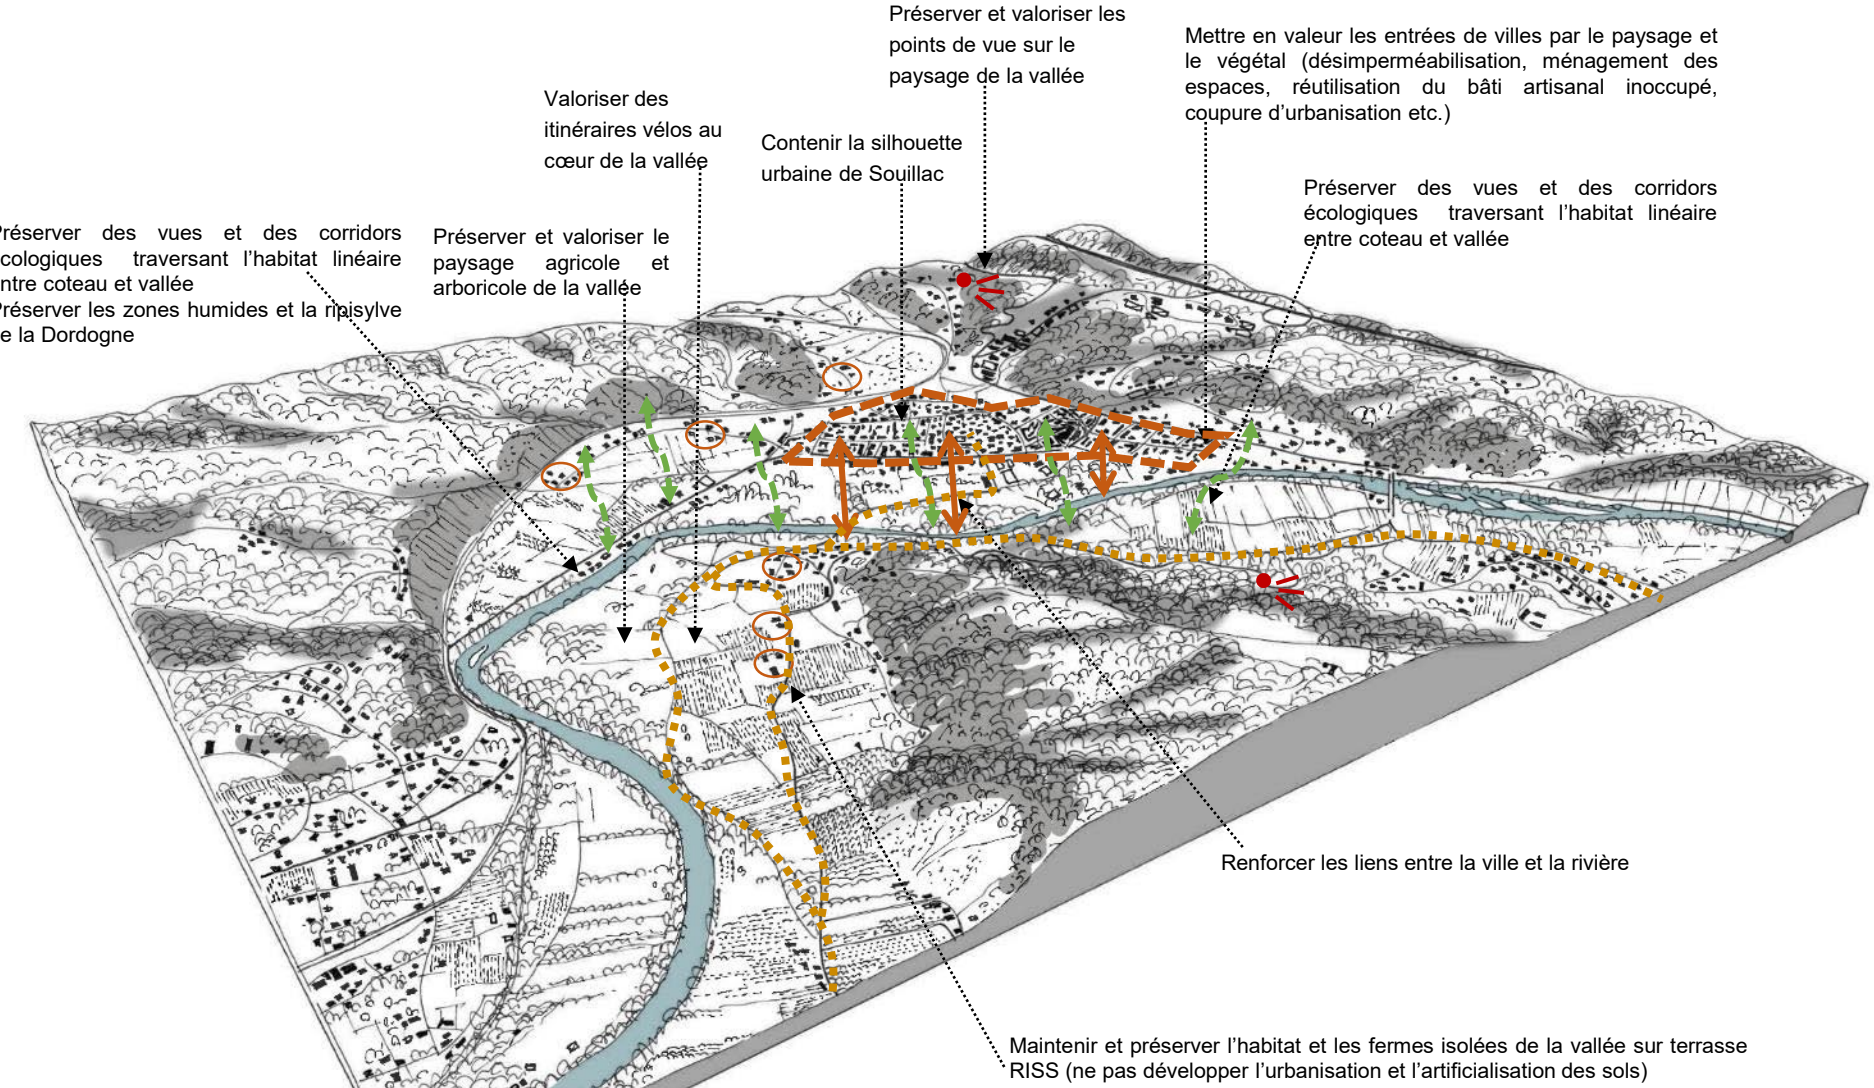 Préserver et valoriser les
points de vue sur le
paysage de la vallée
Mettre en valeur les entrées de villes par le paysage et
le végétal (désimperméabilisation, ménagement des
espaces, réutilisation du bâti artisanal inoccupé,
coupure d'urbanisation etc.)
Valoriser des
itinéraires vélos au
cœur de la vallée
Contenir la silhouette
urbaine de Souillac
Préserver des vues et des corridors
écologiques traversant l'habitat linéaire
entre coteau et vallée
réserver des vues et des corridors
cologiques traversant l'habitat linéaire
ntre coteau et vallée
réserver les zones humides et la ripisylve
e la Dordogne
Préserver et valoriser le
paysage agricole et
arboricole de la vallée
Renforcer les liens entre la ville et la rivière
Maintenir et préserver l'habitat et les fermes isolées de la vallée sur terrasse
RISS (ne pas développer l'urbanisation et l'artificialisation des sols)